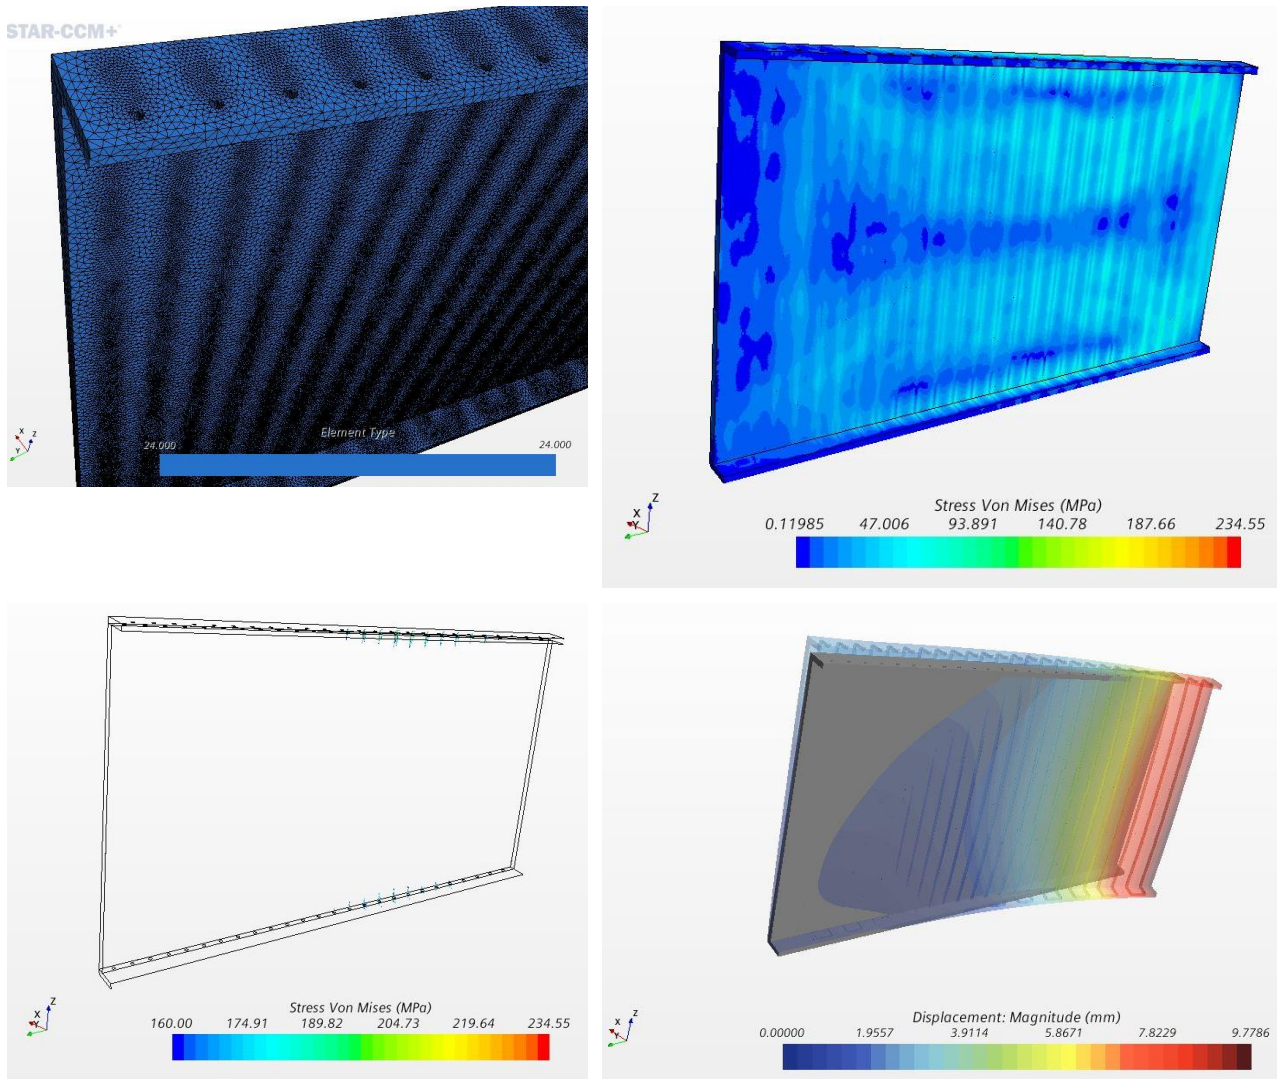 STAR-CCM+
Element Type
24.000 24.000
X Z
Y
Stress Von Mises (MPa)
0.11985 47.006 93.891 140.78 187.66 234.55
Z
X
Y
Stress Von Mises (MPa)
160.00 174.91 189.82 204.73 219.64 234.55
Z
X
Y
Displacement: Magnitude (mm)
0.00000 1.9557 3.9114 5.8671 7.8229 9.7786
Z
X
Y